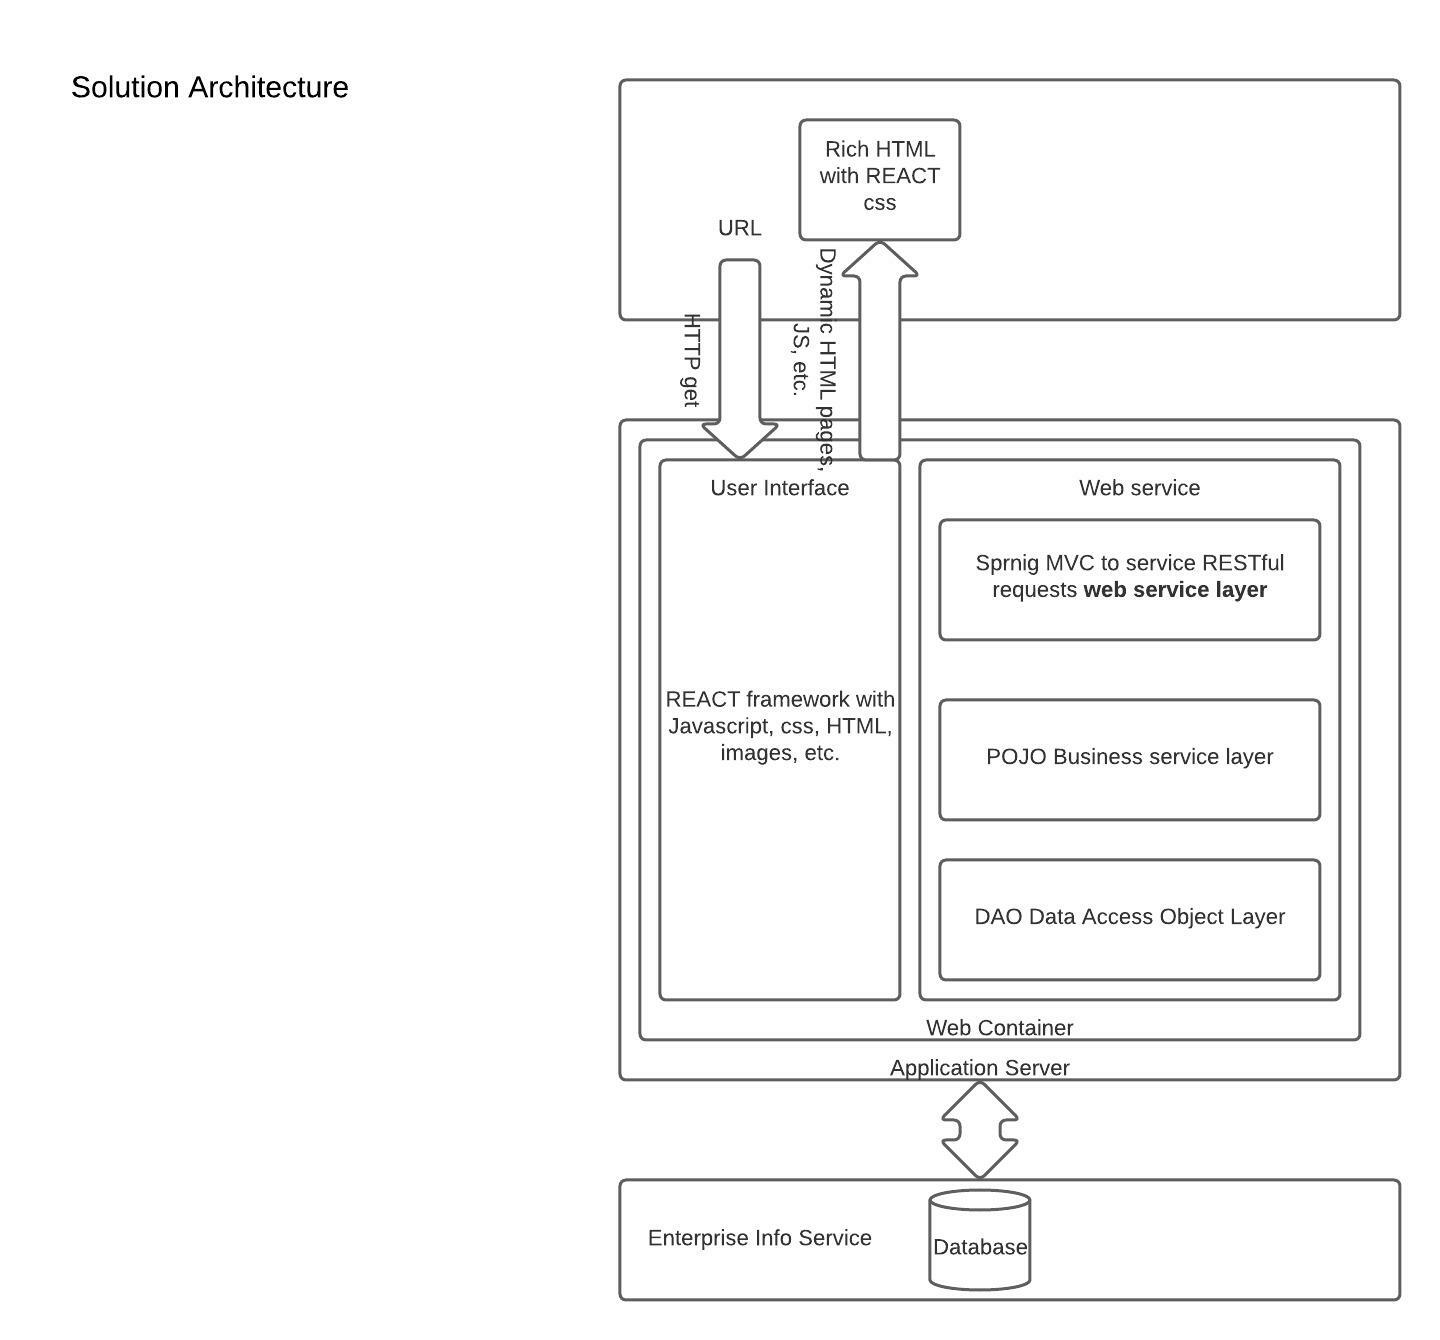 Solution Architecture
Rich HTML
with REACT
css
URL
HTTP get
Dynamic HTML pages,
JS, etc.
User Interface
REACT framework with
Javascript, css, HTML,
images, etc.
Web service
Sprnig MVC to service RESTful
requests web service layer
POJO Business service layer
DAO Data Access Object Layer
Web Container
Application Server
Enterprise Info Service
Database